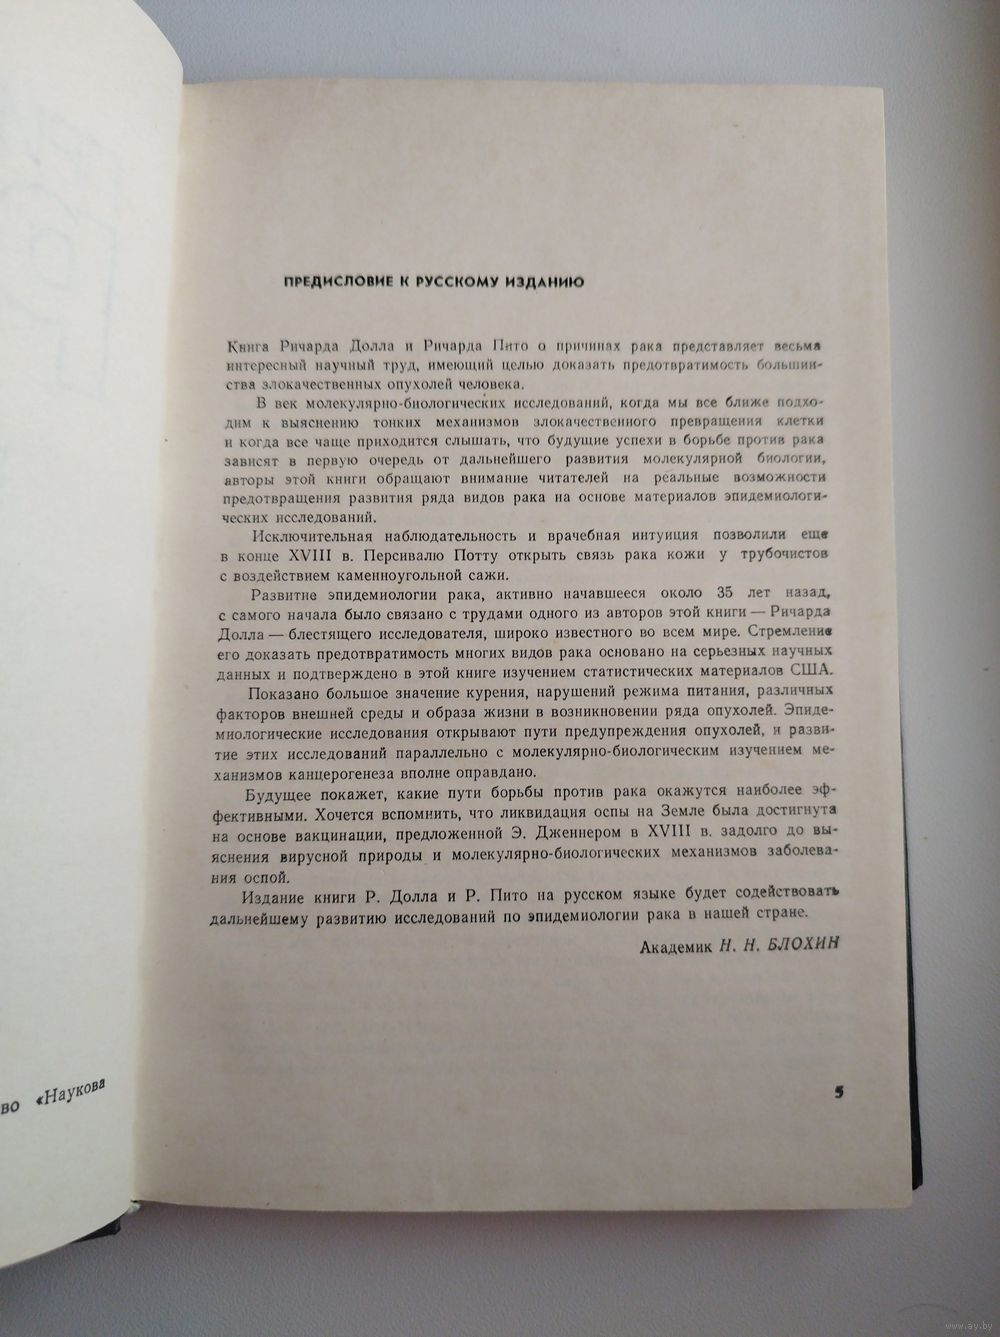 ПРЕДИСЛОВИЕ К РУССКОМУ ИЗДАНИЮ
Книга Ричарда Долла и Ричарда Пито о причинах рака представляет весьма
интересный научный труд, имеющий целью доказать предотвратимость большин-
ства злокачественных опухолей человека.
В век молекулярно-биологических исследований, когда мы все ближе подхо-
дим к выяснению тонких механизмов злокачественного превращения клетки
и когда все чаще приходится слышать, что будущие успехи в борьбе против рака
зависят в первую очередь от дальнейшего развития молекулярной биологии,
авторы этой книги обращают внимание читателей на реальные возможности
предотвращения развития ряда видов рака на основе материалов эпидемиологи-
ческих исследований.
Исключительная наблюдательность и врачебная интуиция позволили еще
в конце XVIII в. Персивалю Потту открыть связь рака кожи у трубочистов
с воздействием каменноугольной сажи.
Развитие эпидемиологии рака, активно начавшееся около 35 лет назад,
с самого начала было связано с трудами одного из авторов этой книги — Ричарда
Долла — блестящего исследователя, широко известного во всем мире. Стремление
его доказать предотвратимость многих видов рака основано на серьезных научных
данных и подтверждено в этой книге изучением статистических материалов США.
Показано большое значение курения, нарушений режима питания, различных
факторов внешней среды и образа жизни в возникновении ряда опухолей. Эпиде-
миологические исследования открывают пути предупреждения опухолей, и разви-
тие этих исследований параллельно с молекулярно-биологическим изучением ме-
ханизмов канцерогенеза вполне оправдано.
Будущее покажет, какие пути борьбы против рака окажутся наиболее эф-
фективными. Хочется вспомнить, что ликвидация оспы на Земле была достигнута
на основе вакцинации, предложенной Э. Дженнером в XVIII в. задолго до вы-
яснения вирусной природы и молекулярно-биологических механизмов заболева-
ния оспой.
Издание книги Р. Долла и Р. Пито на русском языке будет содействовать
дальнейшему развитию исследований по эпидемиологии рака в нашей стране.
Академик Н. Н. БЛОХИН
5
во «Наукова
www.ay.by